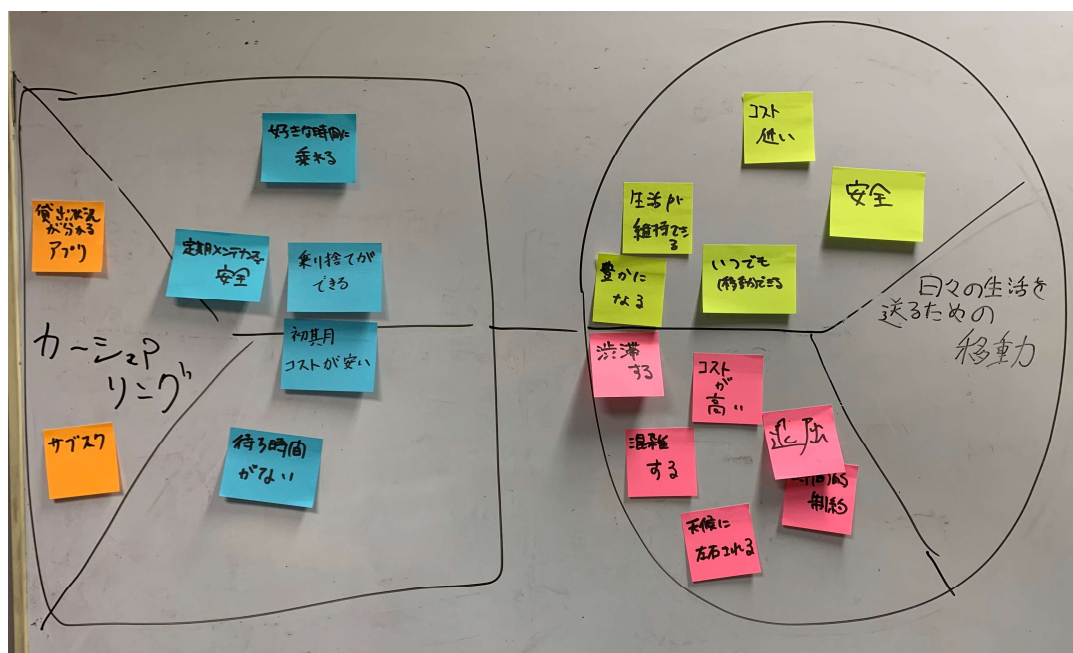 好きな時間に
乗れる
貸出状況
が分かる
アプリ
定期メンテナンスで
安全
乗り捨てが
できる
初期
コストが安い
カーシェア
リング
サブスク
待ち時間
がない
コスト
低い
安全
生活が
維持でき
る
豊かに
なる
いつでも
移動できる
日々の生活を
送るための
移動
渋滞
する
コスト
が
高い
退屈
混雑
する
制約
天候に
左右される